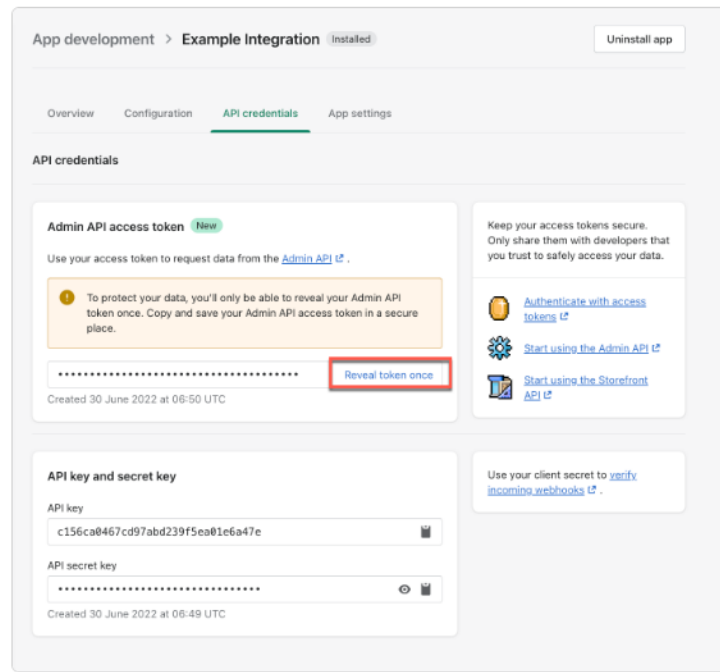 App development > Example Integration Installed
Uninstall app
Overview Configuration API credentials App settings
API credentials
Admin API access token New
Use your access token to request data from the Admin API .
To protect your data, you'll only be able to reveal your Admin API
token once. Copy and save your Admin API access token in a secure
place.
•••••••••••••••••••••••••••••••••••••• Reveal token once
Created 30 June 2022 at 06:50 UTC
Keep your access tokens secure.
Only share them with developers that
you trust to safely access your data.
Authenticate with access
tokens
Start using the Admin API
Start using the Storefront
API
API key and secret key
API key
c156ca0467cd97abd239f5ea01e6a47e
API secret key
••••••••••••••••••••••••••••••••
Created 30 June 2022 at 06:49 UTC
Use your client secret to verify
incoming webhooks .